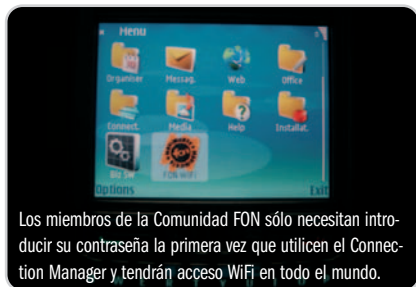 Menu
Organiser Messag. Web Office
Connect. Media Help Installat.
Biz SW FON WiFi
Options Exit
Los miembros de la Comunidad FON sólo necesitan intro-
ducir su contraseña la primera vez que utilicen el Connec-
tion Manager y tendrán acceso WiFi en todo el mundo.